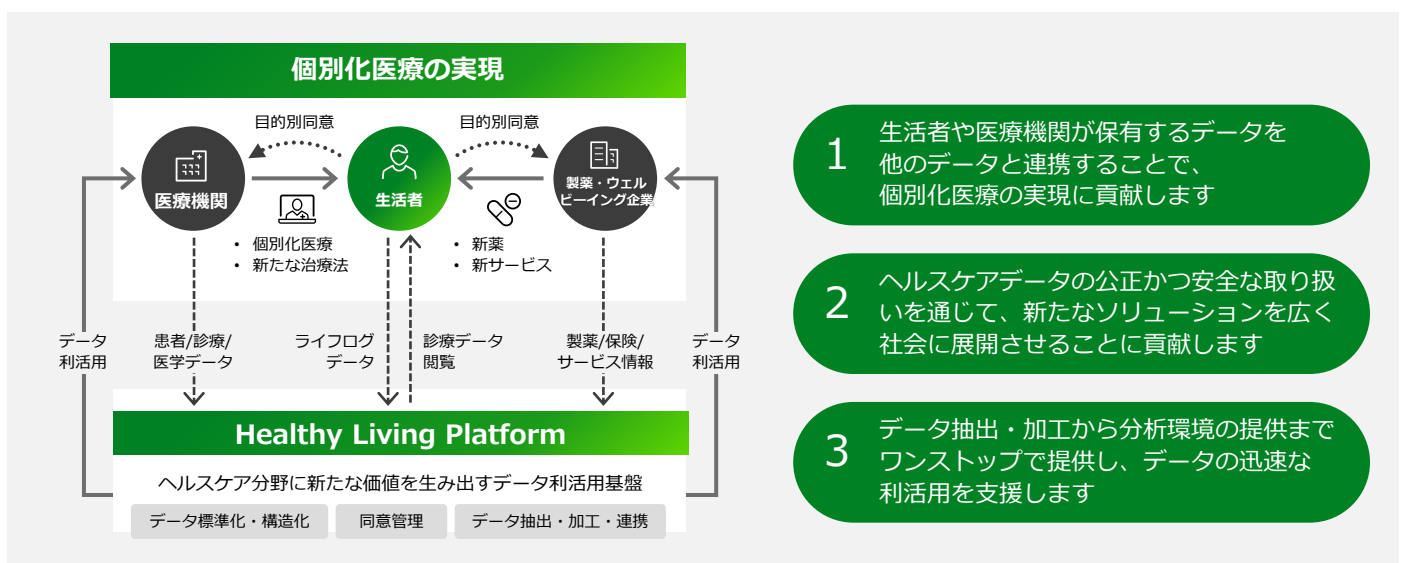 個別化医療の実現
目的別同意
目的別同意
医療機関
生活者
製薬・ウェル
ビーイング企業
• 個別化医療
• 新たな治療法
• 新薬
• 新サービス
データ
利活用
患者/診療/
医学データ
ライフログ
データ
診療データ
閲覧
製薬/保険/
サービス情報
データ
利活用
Healthy Living Platform
ヘルスケア分野に新たな価値を生み出すデータ利活用基盤
データ標準化・構造化
同意管理
データ抽出・加工・連携
1
生活者や医療機関が保有するデータを
他のデータと連携することで、
個別化医療の実現に貢献します
2
ヘルスケアデータの公正かつ安全な取り扱
いを通じて、新たなソリューションを広く
社会に展開させることに貢献します
3
データ抽出・加工から分析環境の提供まで
ワンストップで提供し、データの迅速な
利活用を支援します